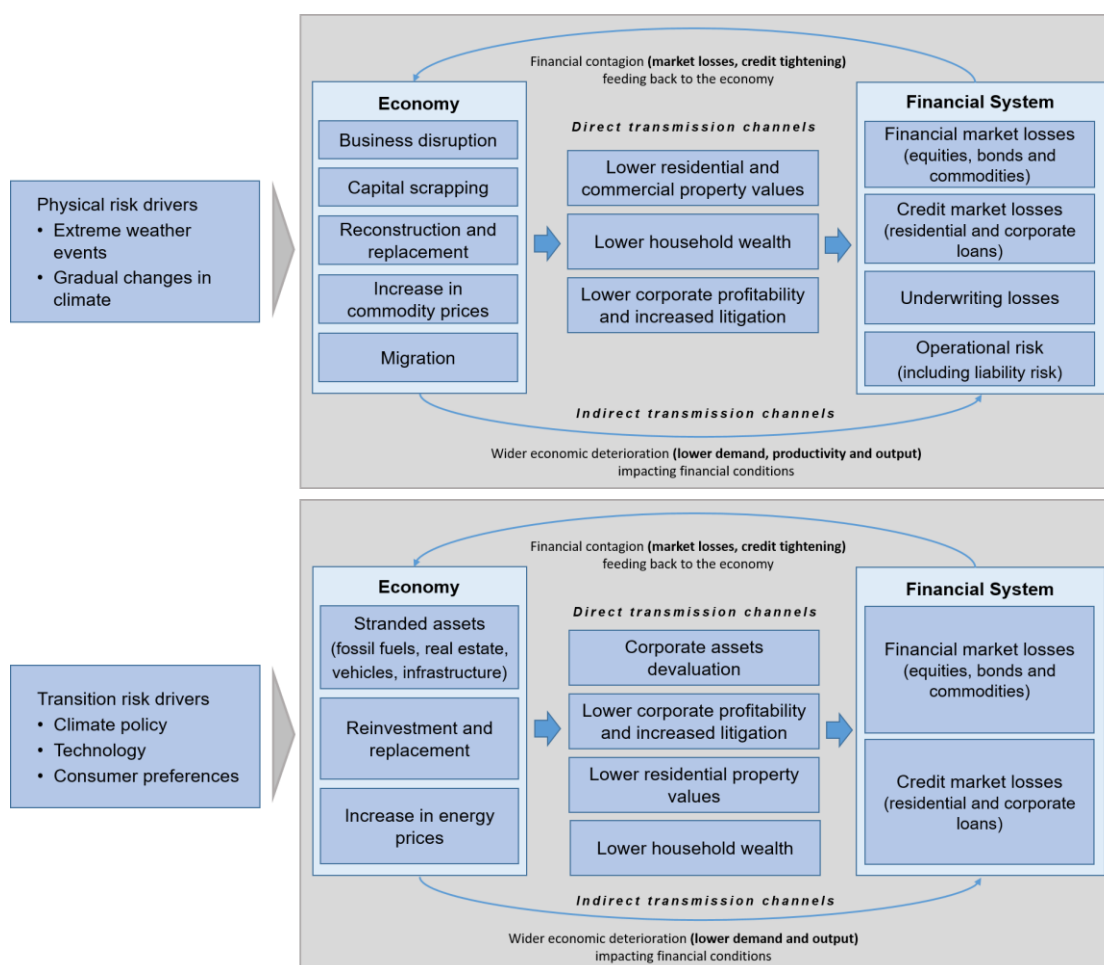 Financial contagion (market losses, credit tightening)
feeding back to the economy
Physical risk drivers
• Extreme weather
events
• Gradual changes in
climate
Economy
Business disruption
Capital scrapping
Reconstruction and
replacement
Increase in
commodity prices
Migration
Direct transmission channels
Lower residential and
commercial property values
Lower household wealth
Lower corporate profitability
and increased litigation
Financial System
Financial market losses
(equities, bonds and
commodities)
Credit market losses
(residential and corporate
loans)
Underwriting losses
Operational risk
(including liability risk)
Indirect transmission channels
Wider economic deterioration (lower demand, productivity and output)
impacting financial conditions
Financial contagion (market losses, credit tightening)
feeding back to the economy
Transition risk drivers
• Climate policy
• Technology
• Consumer preferences
Economy
Stranded assets
(fossil fuels, real estate,
vehicles, infrastructure)
Reinvestment and
replacement
Increase in energy
prices
Direct transmission channels
Corporate assets
devaluation
Lower corporate profitability
and increased litigation
Lower residential property
values
Lower household wealth
Financial System
Financial market losses
(equities, bonds and
commodities)
Credit market losses
(residential and corporate
loans)
Indirect transmission channels
Wider economic deterioration (lower demand and output)
impacting financial conditions